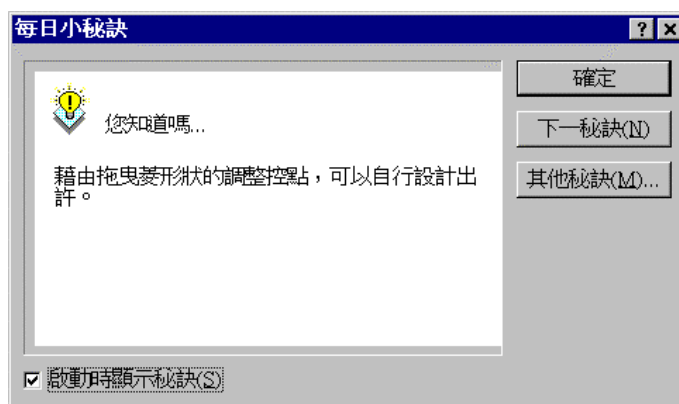 每日小秘訣
您知道嗎...
藉由拖曳菱形狀的調整控點，可以自行設計出
許。
確定
下一秘訣(N)
其他秘訣(M)...
啟動時顯示秘訣(S)